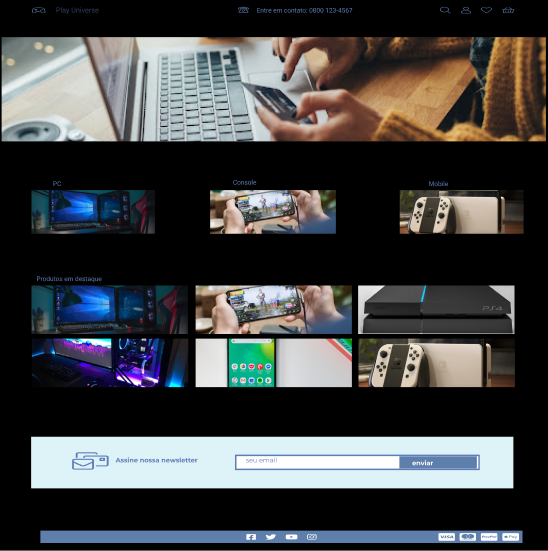 Play Universe
Entre em contato: 0800 123-4567
PC
Console
Mobile
Produtos em destaque
PS4
Assine nossa newsletter
seu email
enviar
VISA
PayPal
Pay